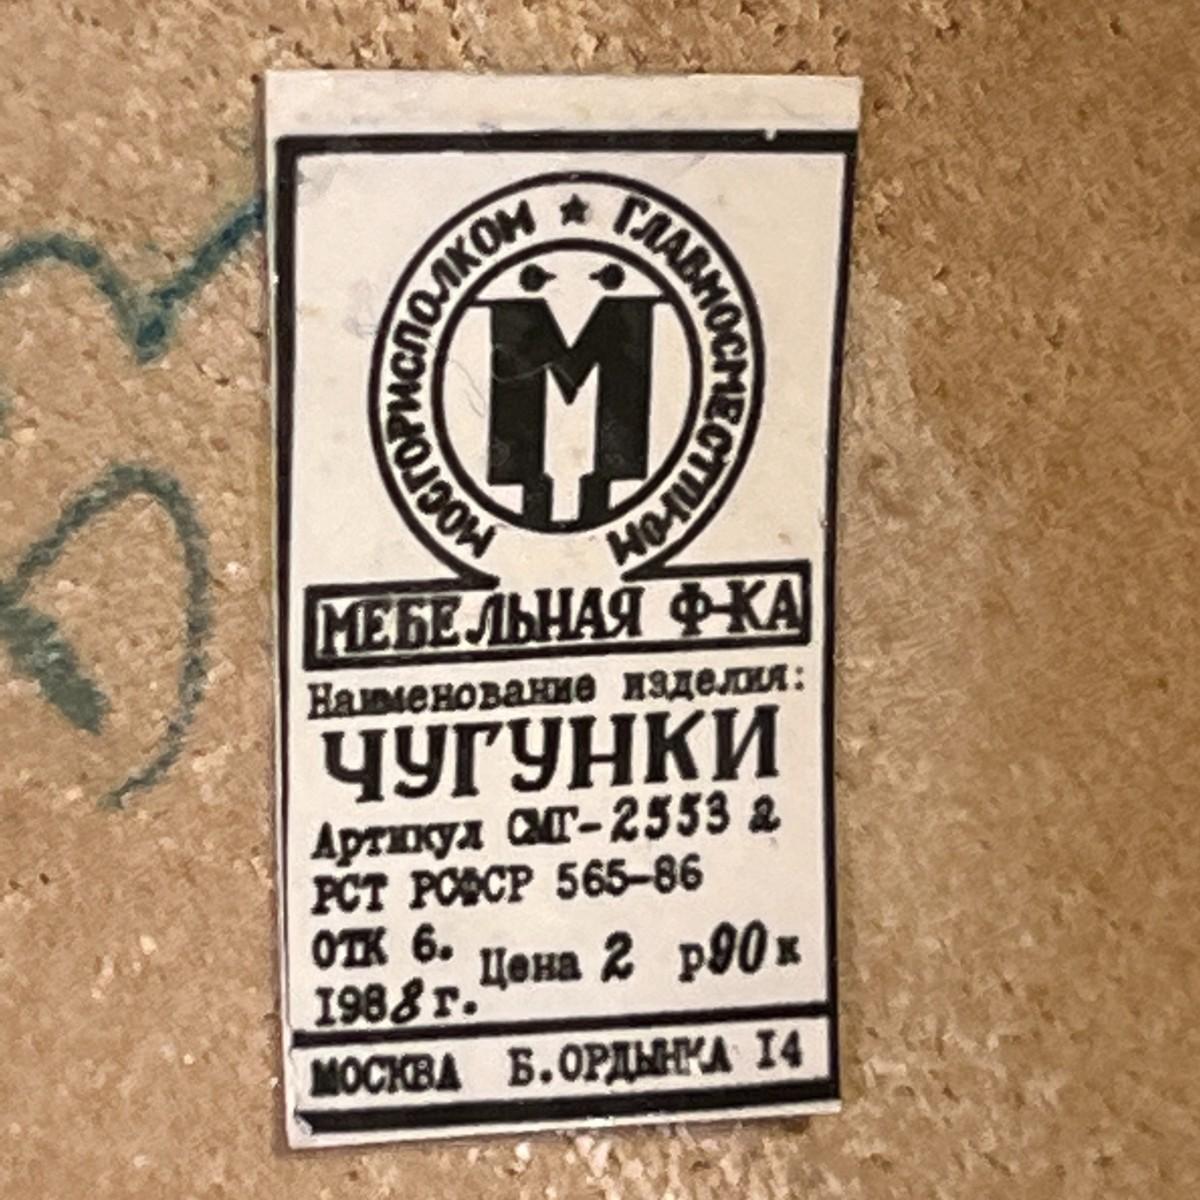 МОСГОРИСПОЛКОМ ★ ГЛАВМОСМЕСТПРОМ
М
МЕБЕЛЬНАЯ Ф-КА
Наименование изделия:
ЧУГУНКИ
Артикул СМГ-2553 а
РСТ РСФСР 565-86
ОТК 6. Цена 2 р90к
1988г.
МОСКВА Б.ОРДЫНКА 14